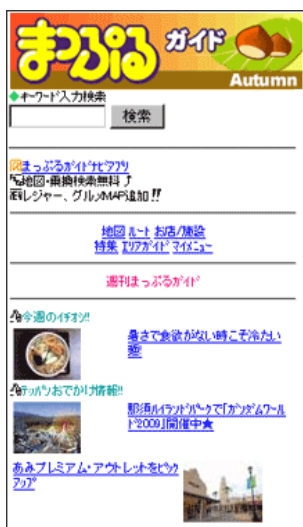 まっぷるガイド
Autumn
◆キーワード入力検索
検索
まっぷるガイドナビアプリ
地図・乗換検索無料♪
レジャー、グルメMAP追加!!
地図 ルート お店/施設
特集 エリアガイド マイメニュー
週刊まっぷるガイド
今週のイチオシ!!
暑さで食欲がない時こそ冷たい麺!
テッパンおでかけ情報!!
那須ハイランドパークで「ガンダムワールド2009」開催中★
あみプレミアム・アウトレットをピックアップ